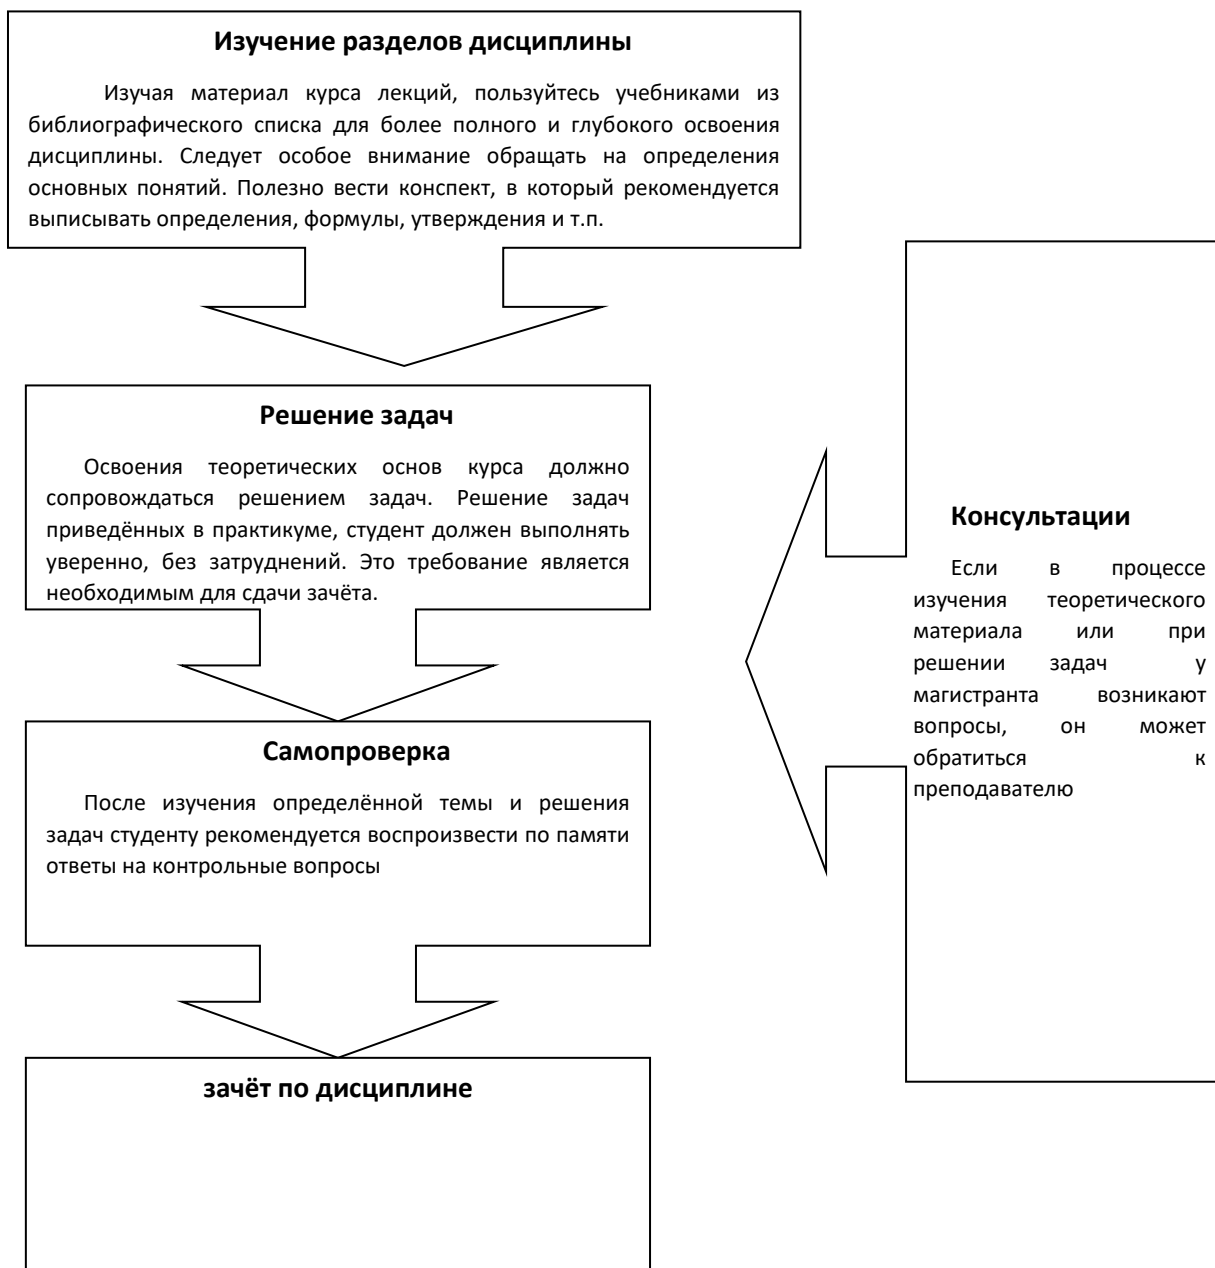 Изучение разделов дисциплины
Изучая материал курса лекций, пользуйтесь учебниками из
библиографического списка для более полного и глубокого освоения
дисциплины. Следует особое внимание обращать на определения
основных понятий. Полезно вести конспект, в который рекомендуется
выписывать определения, формулы, утверждения и т.п.
Решение задач
Освоения теоретических основ курса должно
сопровождаться решением задач. Решение задач
приведённых в практикуме, студент должен выполнять
уверенно, без затруднений. Это требование является
необходимым для сдачи зачёта.
Самопроверка
После изучения определённой темы и решения
задач студенту рекомендуется воспроизвести по памяти
ответы на контрольные вопросы
зачёт по дисциплине
Консультации
Если в процессе
изучения теоретического
материала или при
решении задач у
магистранта возникают
вопросы, он может
обратиться к
преподавателю